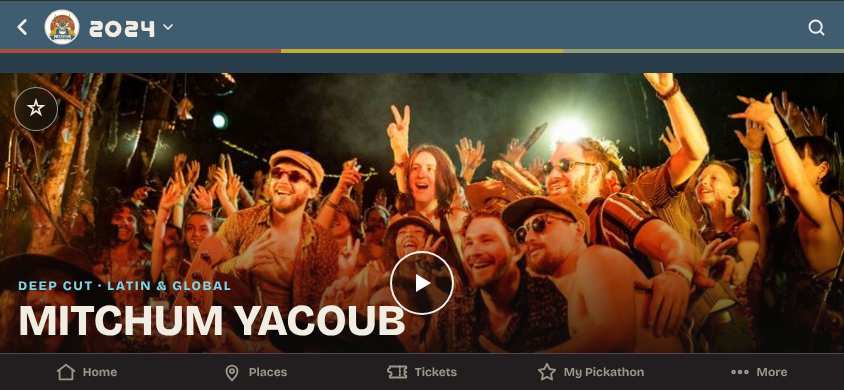 2024
DEEP CUT • LATIN & GLOBAL
MITCHUM YACOUB
Home
Places
Tickets
My Pickathon
More